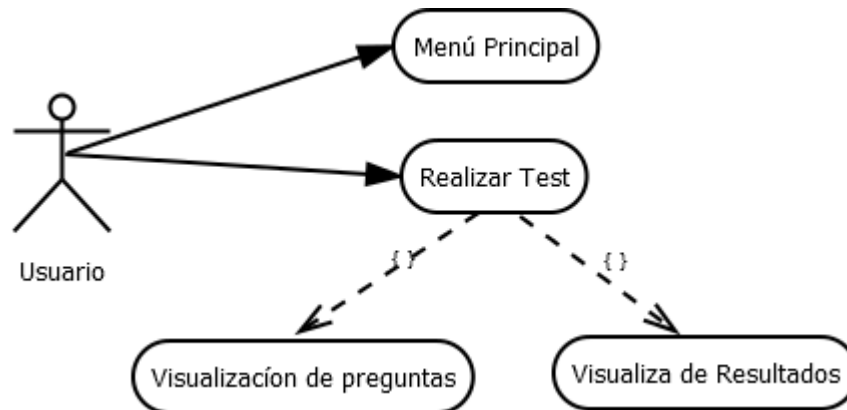 Menú Principal
Realizar Test
Usuario
{ }
{ }
Visualizacíon de preguntas
Visualiza de Resultados